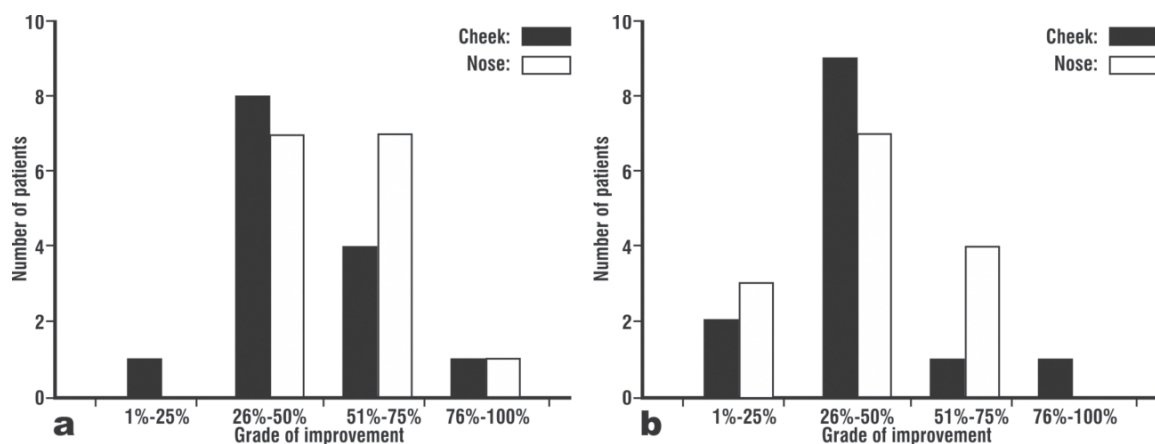 10
8
6
4
2
0
Number of patients
Cheek:
Nose:
1%-25%
26%-50%
51%-75%
76%-100%
Grade of improvement
a
10
8
6
4
2
0
Number of patients
Cheek:
Nose:
1%-25%
26%-50%
51%-75%
76%-100%
Grade of improvement
b